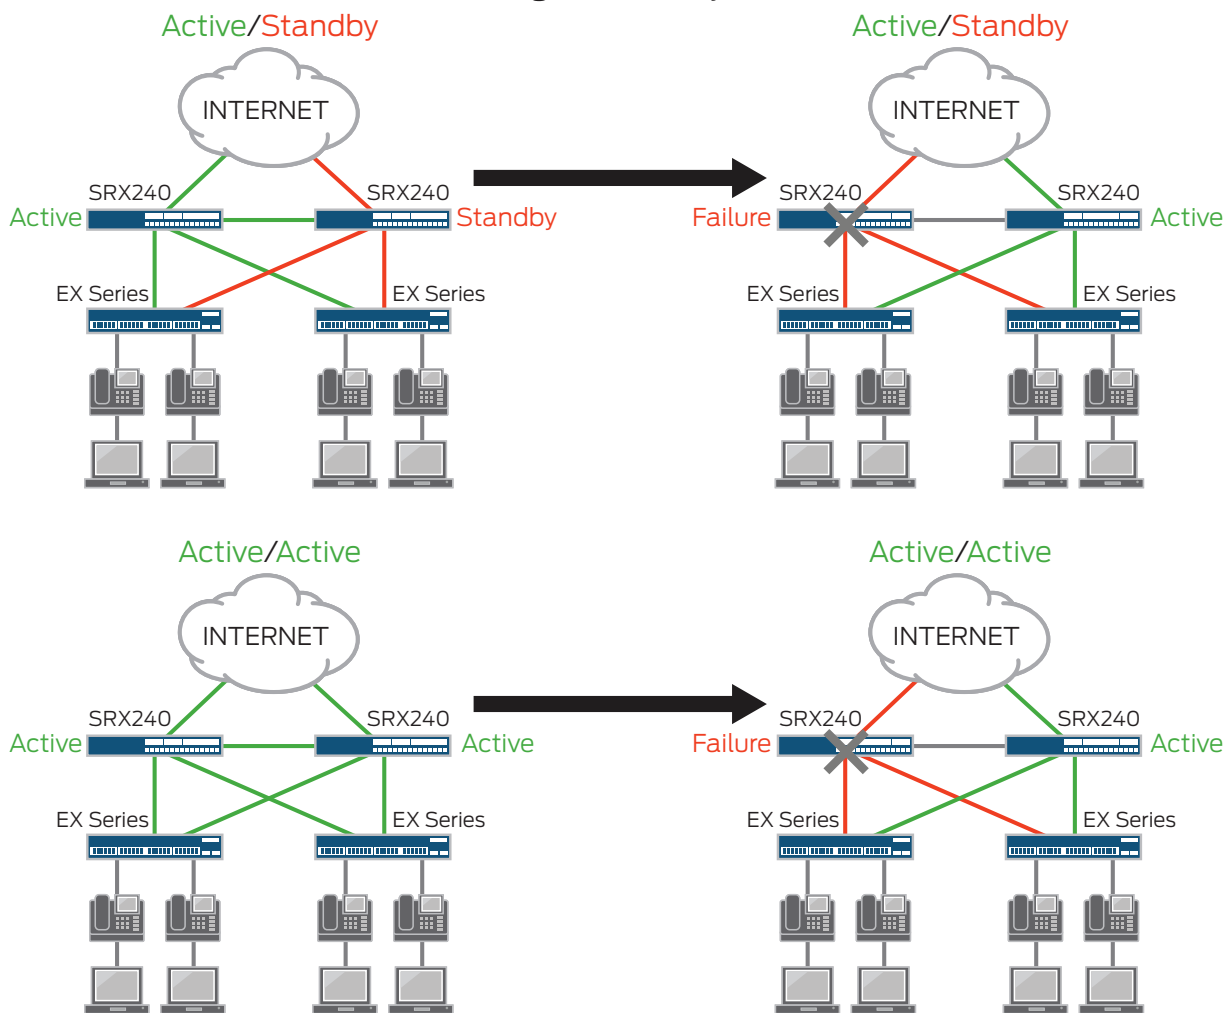 Active/Standby
INTERNET
SRX240
SRX240
Active
Standby
EX Series
EX Series
Active/Standby
INTERNET
SRX240
SRX240
Failure
Active
EX Series
EX Series
Active/Active
INTERNET
SRX240
SRX240
Active
Active
EX Series
EX Series
Active/Active
INTERNET
SRX240
SRX240
Failure
Active
EX Series
EX Series